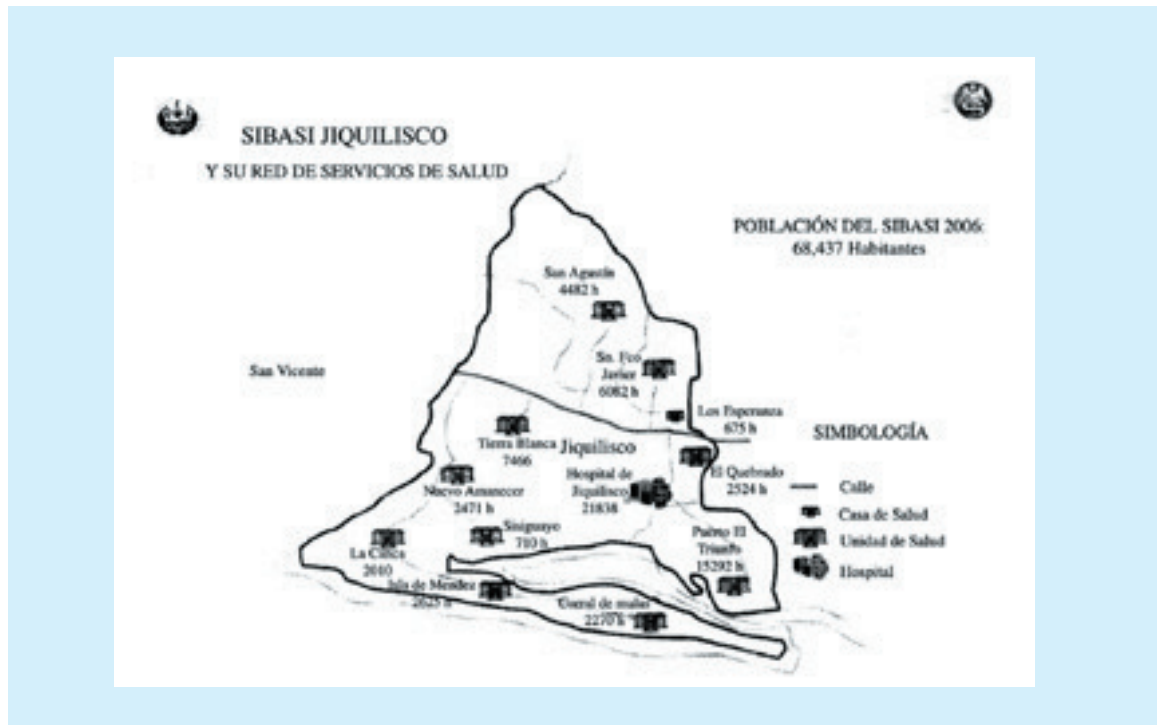 SIBASI JIQUILISCO
Y SU RED DE SERVICIOS DE SALUD
POBLACIÓN DEL SIBASI 2006:
68,437 Habitantes
San Agustín
4482 h
Sn. Fco
Javier
6082 h
San Vicente
Los Esperanza
675 h
SIMBOLOGÍA
Tierra Blanca
7466
Jiquilisco
Hospital de
Jiquilisco
21838
El Quebrado
2524 h
Nuevo Amanecer
2471 h
Calle
Casa de Salud
Unidad de Salud
Hospital
Sisiguayo
710 h
Puerto El
Triunfo
15292 h
La Canoa
2010
Isla de Mendez
2625 h
Corral de mulas
2270 h